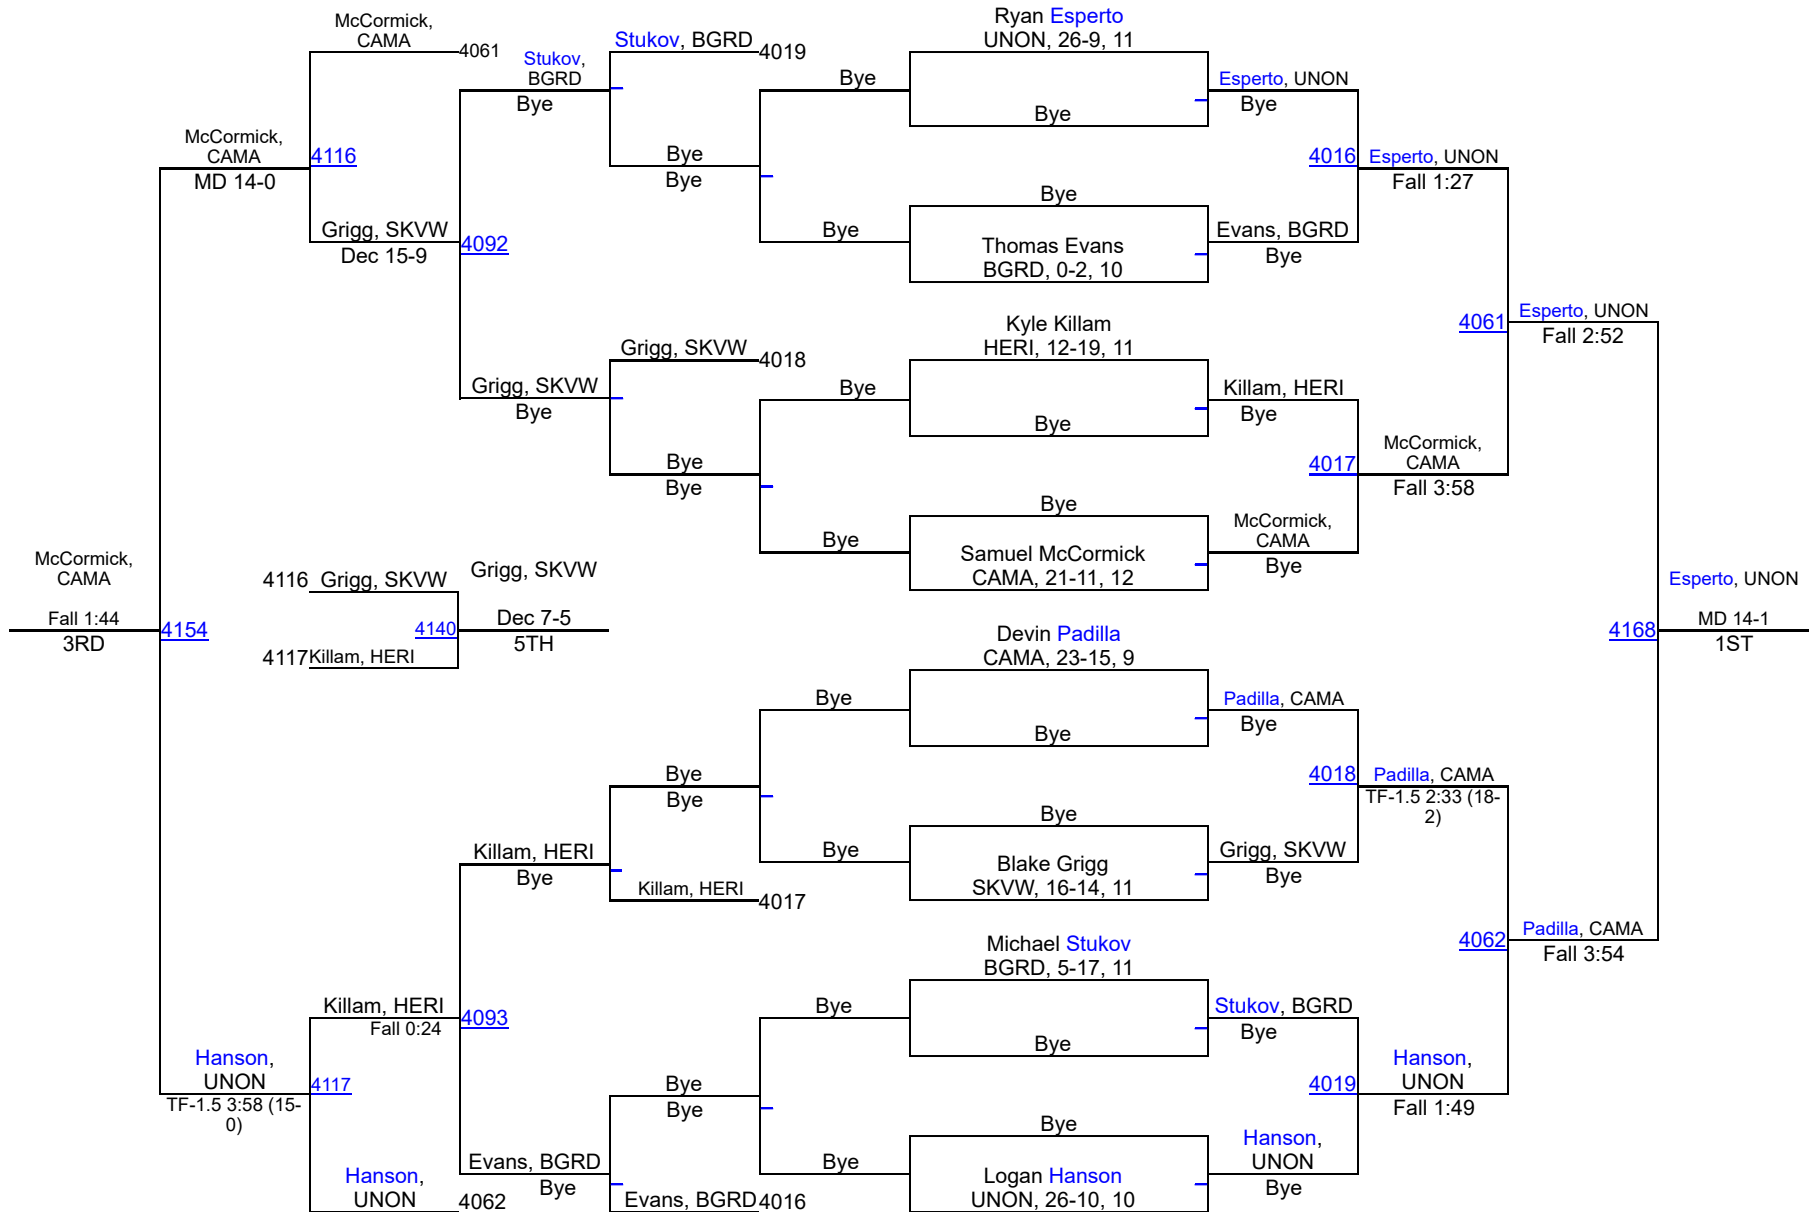 McCormick,
CAMA
4061
Stukov,
BGRD
Bye
Stukov, BGRD
4019
Bye
Ryan Esperto
UNON, 26-9, 11
Bye
Esperto, UNON
Bye
McCormick,
CAMA
MD 14-0
4116
Bye
Bye
4016
Esperto, UNON
Fall 1:27
Grigg, SKVW
Dec 15-9
4092
Bye
Bye
Thomas Evans
BGRD, 0-2, 10
Evans, BGRD
Bye
4061
Esperto, UNON
Fall 2:52
Grigg, SKVW
4018
Kyle Killam
HERI, 12-19, 11
Grigg, SKVW
Bye
Bye
Bye
Killam, HERI
Bye
Bye
Bye
4017
McCormick,
CAMA
Fall 3:58
Bye
Bye
Samuel McCormick
CAMA, 21-11, 12
McCormick,
CAMA
Bye
McCormick,
CAMA
Fall 1:44
3RD
4154
4116 Grigg, SKVW
4117 Killam, HERI
4140
Grigg, SKVW
Dec 7-5
5TH
4168
Esperto, UNON
MD 14-1
1ST
Devin Padilla
CAMA, 23-15, 9
Bye
Bye
Padilla, CAMA
Bye
Bye
Bye
4018
Padilla, CAMA
TF-1.5 2:33 (18-
2)
Killam, HERI
Bye
Bye
Bye
Blake Grigg
SKVW, 16-14, 11
Grigg, SKVW
Bye
Killam, HERI
4017
4062
Padilla, CAMA
Fall 3:54
Michael Stukov
BGRD, 5-17, 11
Killam, HERI
Fall 0:24
4093
Bye
Bye
Stukov, BGRD
Bye
Hanson,
UNON
TF-1.5 3:58 (15-
0)
4117
Bye
Bye
4019
Hanson,
UNON
Fall 1:49
Hanson,
UNON
4062
Evans, BGRD
Bye
Evans, BGRD
4016
Bye
Bye
Logan Hanson
UNON, 26-10, 10
Hanson,
UNON
Bye